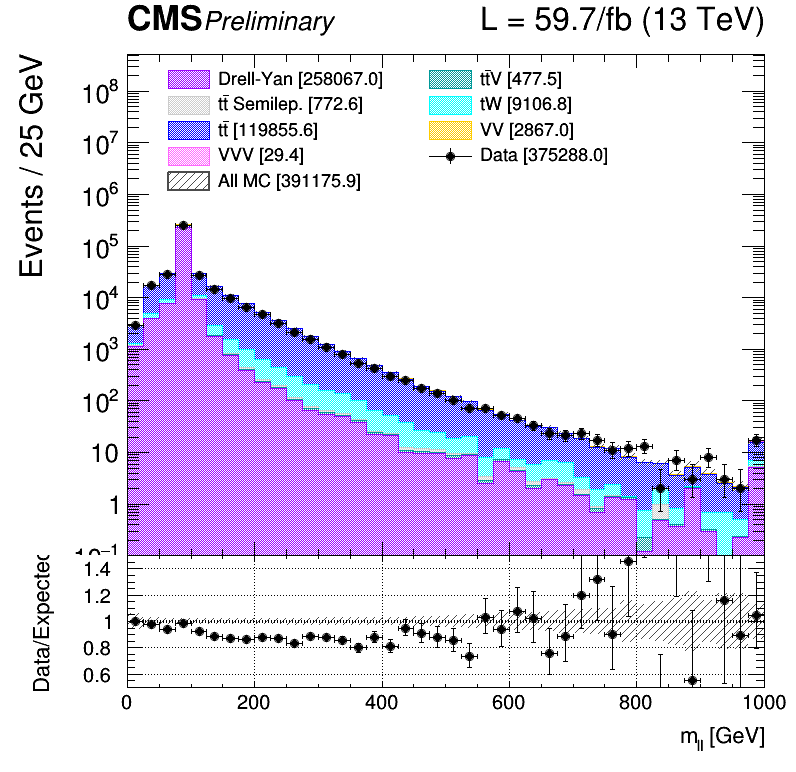 CMS Preliminary L = 59.7/fb (13 TeV)
Events / 25 GeV
Drell-Yan [258067.0]
tt̄ Semilep. [772.6]
tt̄ [119855.6]
VVV [29.4]
All MC [391175.9]
tt̄V [477.5]
tW [9106.8]
VV [2867.0]
Data [375288.0]
10⁸
10⁷
10⁶
10⁵
10⁴
10³
10²
10
1
10⁻¹
Data/Expected
1.4
1.2
1
0.8
0.6
0 200 400 600 800 1000
m_ll [GeV]